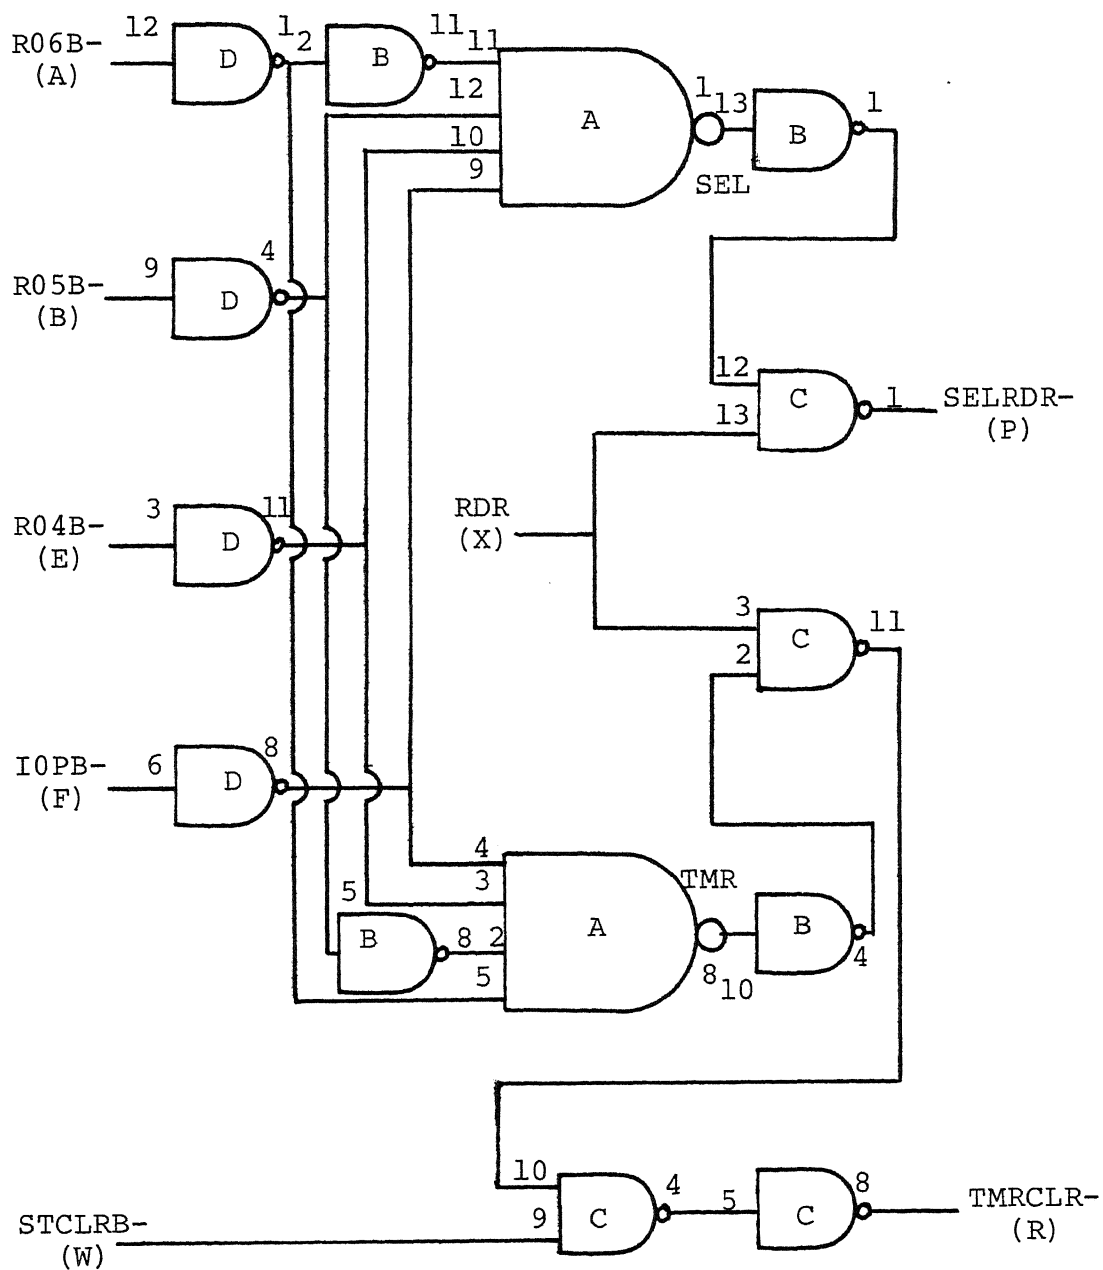 R06B-
(A)
12
D
1
2
B
11
11
12
10
9
A
1
13
SEL
B
1
R05B-
(B)
9
D
4
12
13
C
1
SELRDR-
(P)
R04B-
(E)
3
D
11
RDR
(X)
3
2
C
11
I0PB-
(F)
6
D
8
4
3
5
B
8
2
5
A
TMR
8
10
B
4
10
9
C
4
5
C
8
TMRCLR-
(R)
STCLRB-
(W)